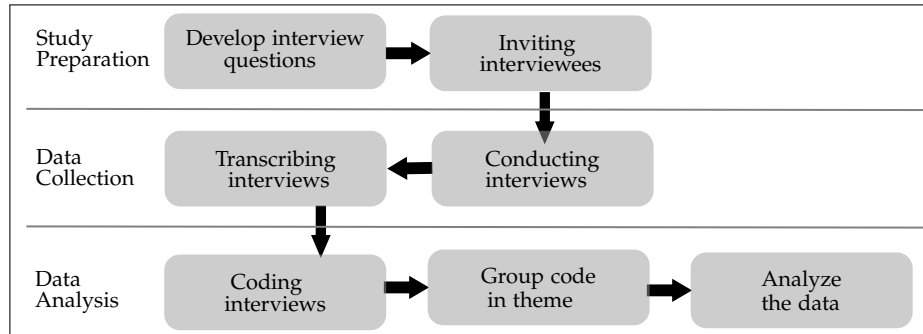 Study
Preparation
Develop interview
questions
Inviting
interviewees
Data
Collection
Transcribing
interviews
Conducting
interviews
Data
Analysis
Coding
interviews
Group code
in theme
Analyze
the data